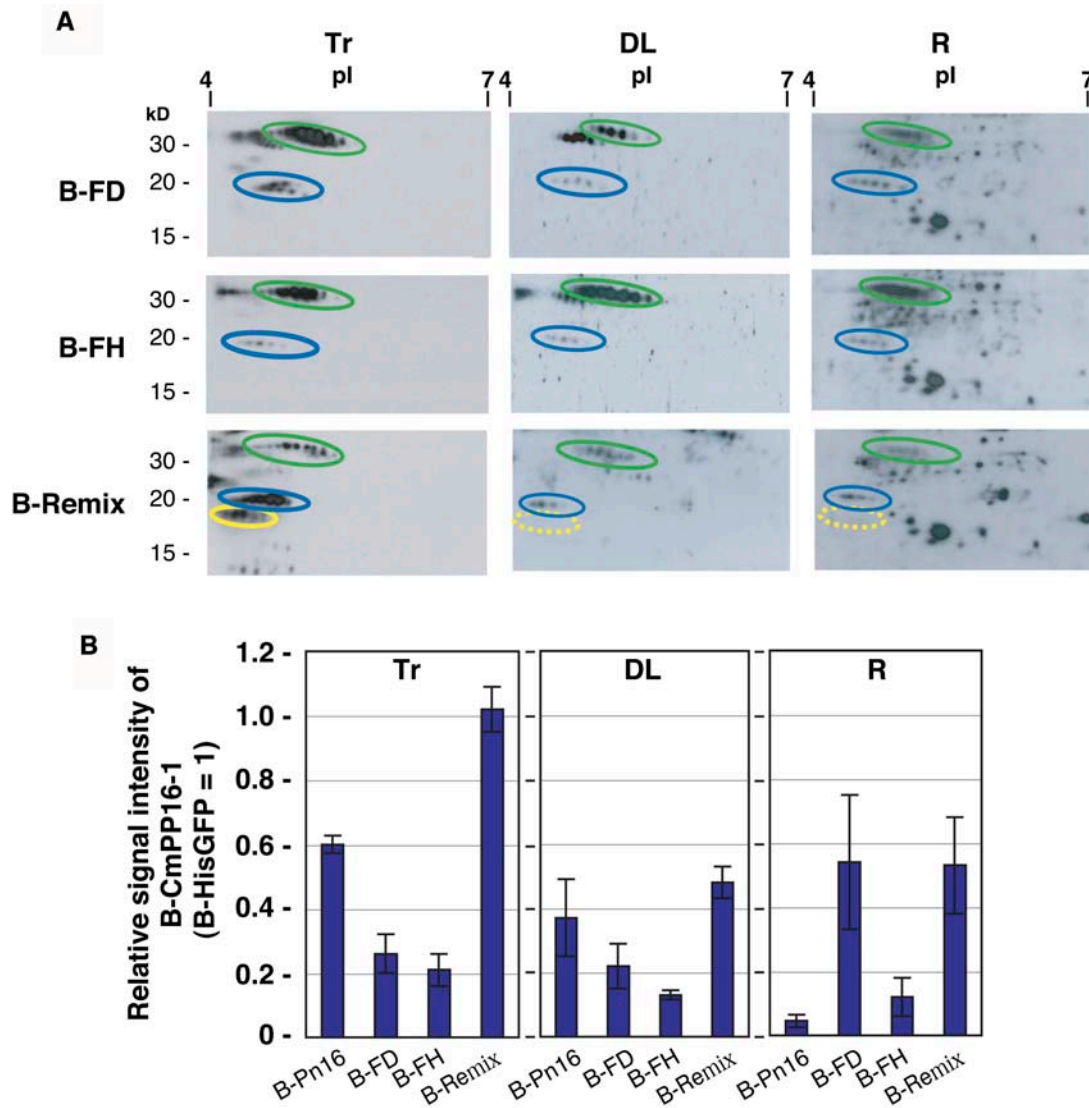 A
Tr DL R
4 pI 7 4 pI 7 4 pI 7
kD
30 -
B-FD 20 -
15 -
30 -
B-FH 20 -
15 -
30 -
B-Remix 20 -
15 -
B
Relative signal intensity of
B-CmPP16-1
(B-HisGFP = 1)
1.2 -
1.0 -
0.8 -
0.6 -
0.4 -
0.2 -
0 -
Tr DL R
B-Pn16 B-FD B-FH B-Remix B-Pn16 B-FD B-FH B-Remix B-Pn16 B-FD B-FH B-Remix